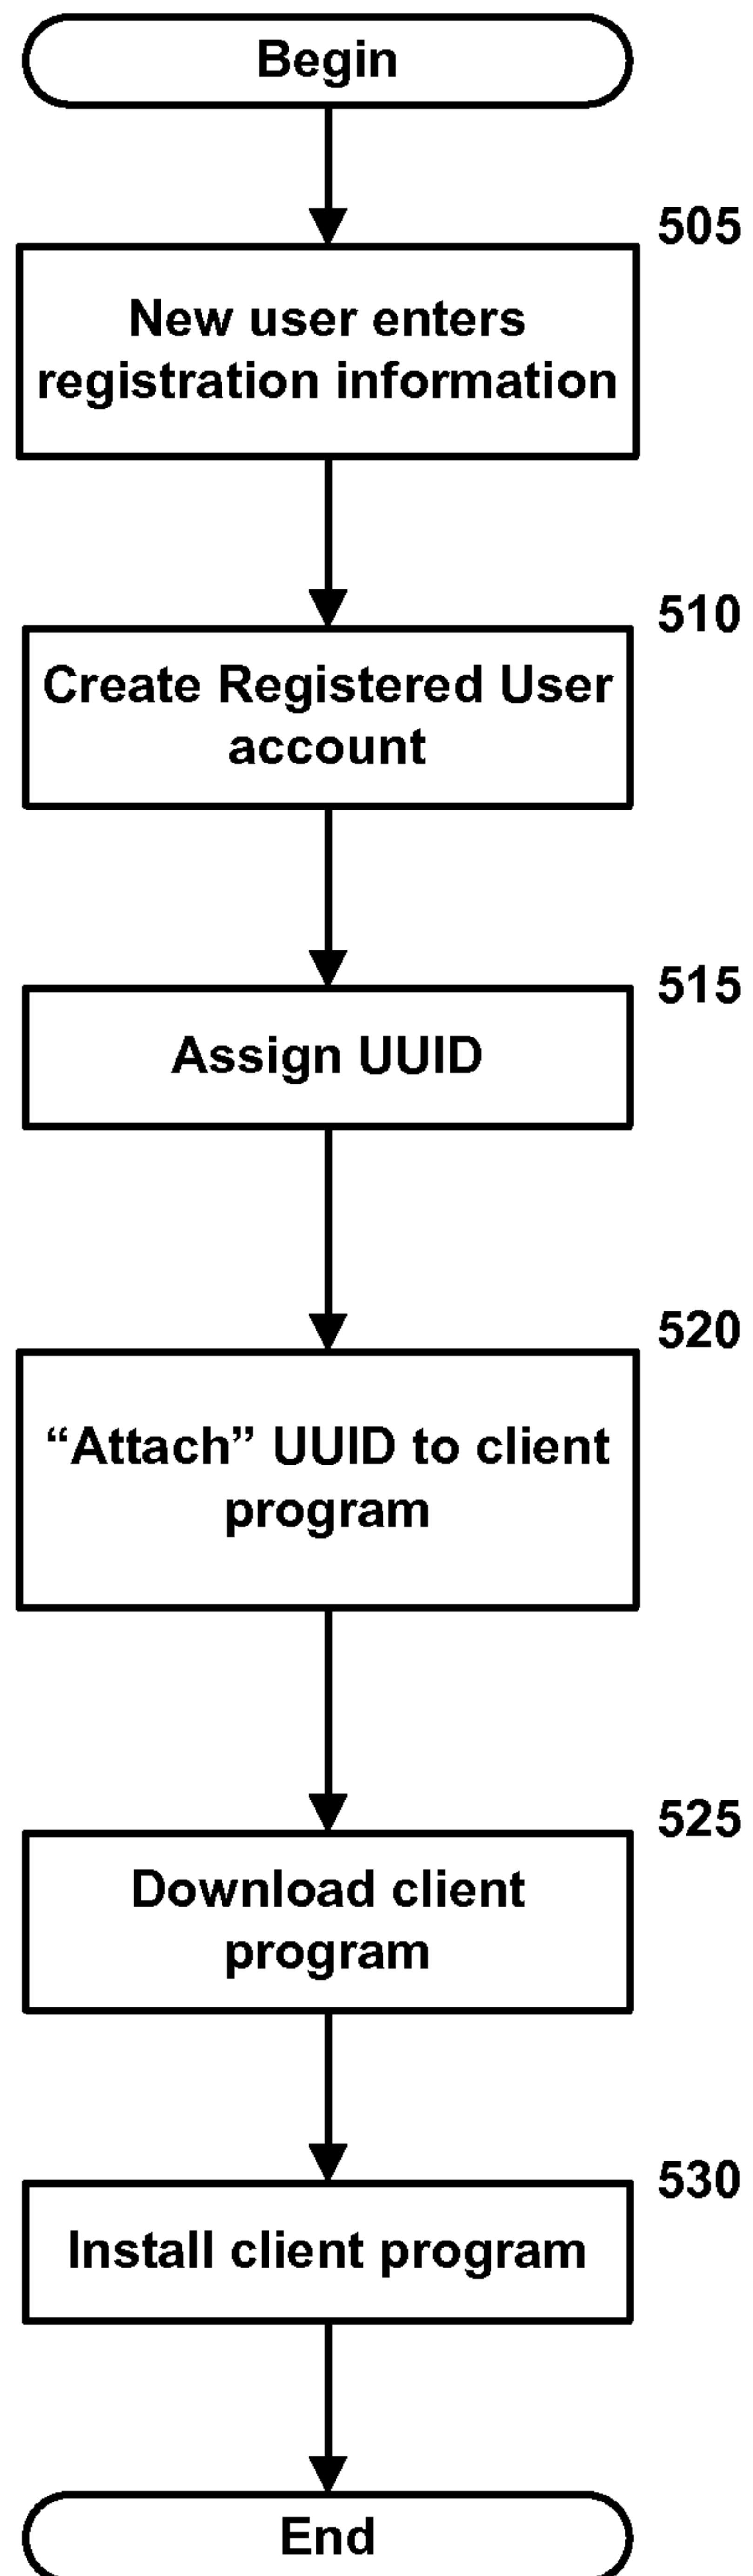 Begin
505
New user enters
registration information
510
Create Registered User
account
515
Assign UUID
520
“Attach” UUID to client
program
525
Download client
program
530
Install client program
End